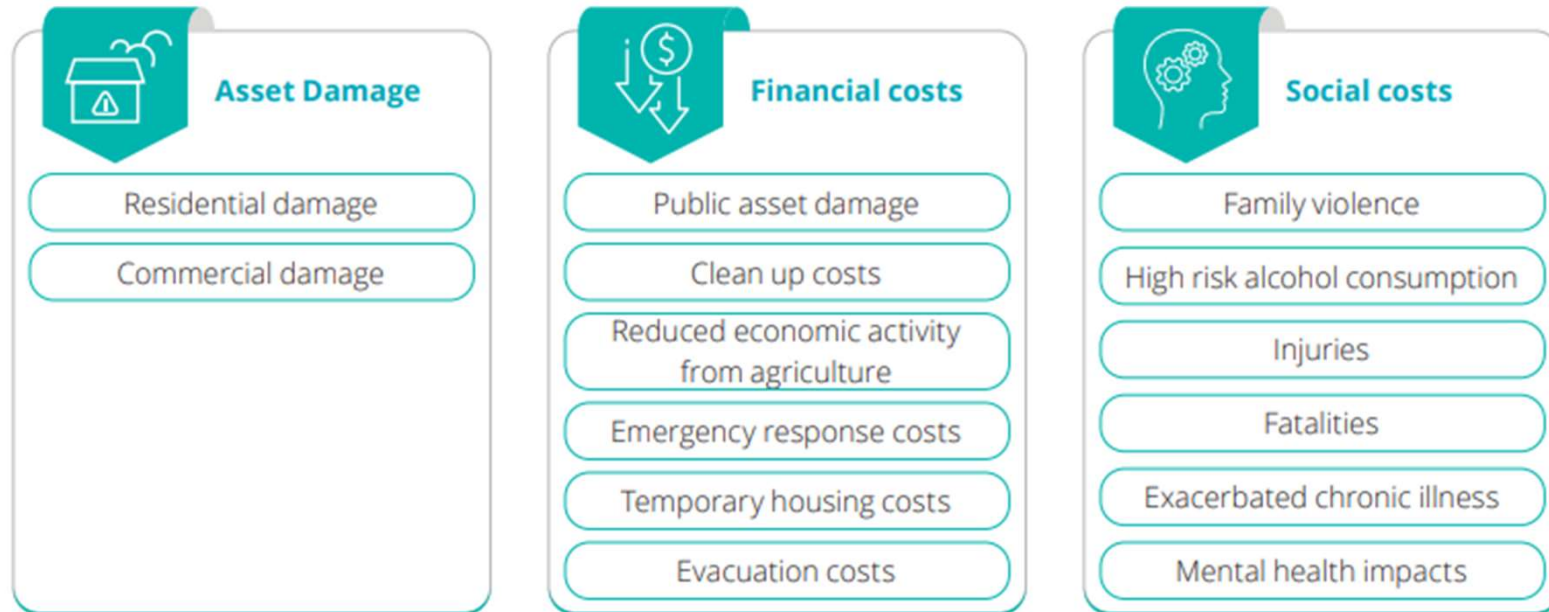 Asset Damage
Residential damage
Commercial damage
Financial costs
Public asset damage
Clean up costs
Reduced economic activity
from agriculture
Emergency response costs
Temporary housing costs
Evacuation costs
Social costs
Family violence
High risk alcohol consumption
Injuries
Fatalities
Exacerbated chronic illness
Mental health impacts